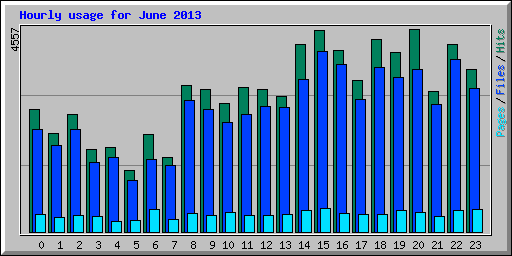 Hourly usage for June 2013
4557
Pages / Files / Hits
0 1 2 3 4 5 6 7 8 9 10 11 12 13 14 15 16 17 18 19 20 21 22 23